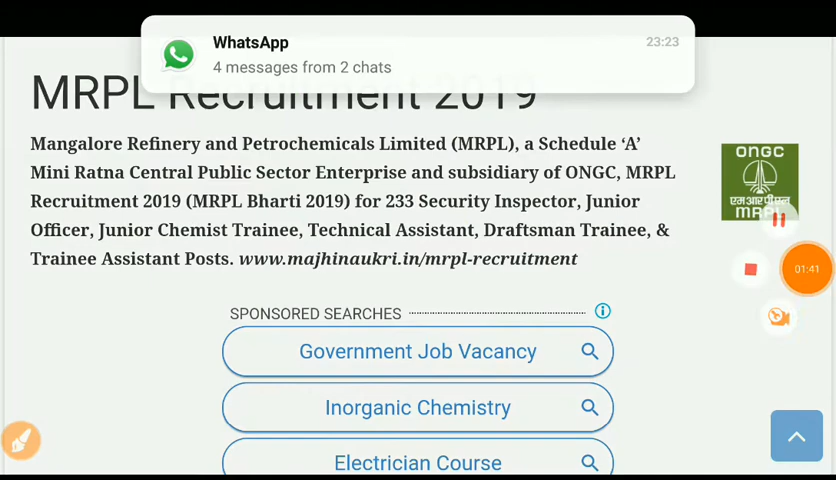 WhatsApp
23:23
4 messages from 2 chats
MRPL Recruitment 2019
Mangalore Refinery and Petrochemicals Limited (MRPL), a Schedule ‘A’
Mini Ratna Central Public Sector Enterprise and subsidiary of ONGC, MRPL
Recruitment 2019 (MRPL Bharti 2019) for 233 Security Inspector, Junior
Officer, Junior Chemist Trainee, Technical Assistant, Draftsman Trainee, &
Trainee Assistant Posts. www.majhinaukri.in/mrpl-recruitment
ONGC
एमआरपीएल
MRPL
01:41
SPONSORED SEARCHES
Government Job Vacancy
Inorganic Chemistry
Electrician Course